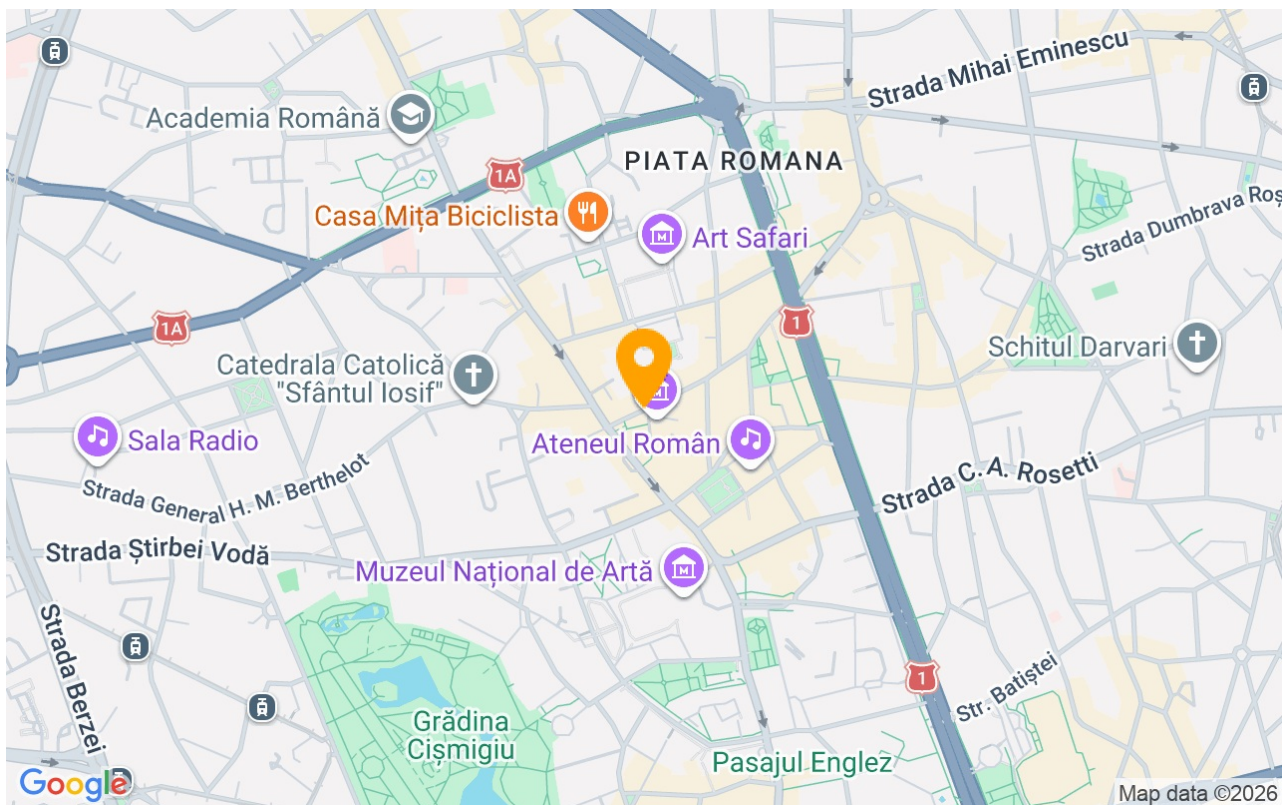 Strada Mihai Eminescu
Academia Română
PIATA ROMANA
1A
Casa Mița Biciclista
Art Safari
Strada Dumbrava Roș
1A
1
Schitul Darvari
Catedrala Catolică
"Sfântul Iosif"
M
M
Sala Radio
Ateneul Român
Strada General H. M. Berthelot
Strada C. A. Rosetti
Strada Știrbei Vodă
Muzeul Național de Artă
M
Strada Berzei
1
Str. Batiștei
Grădina
Cișmigiu
Pasajul Englez
Google
Map data ©2026